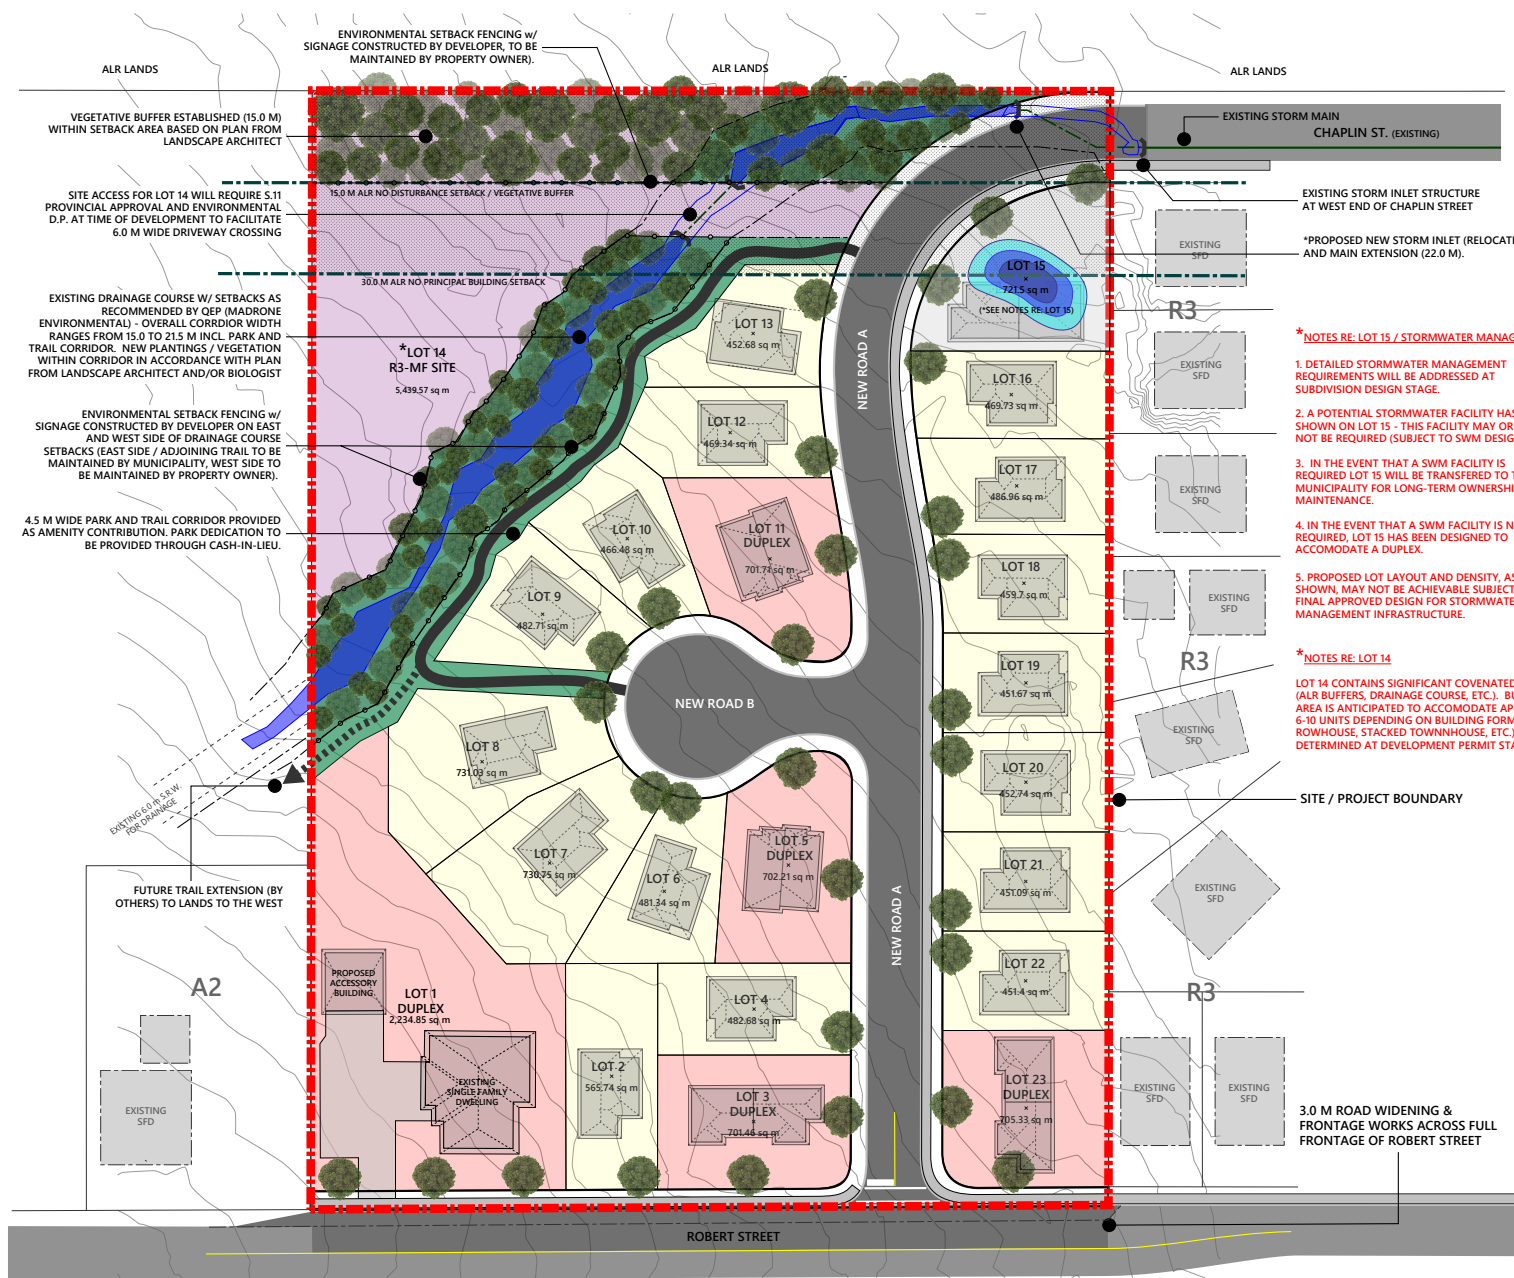 ENVIRONMENTAL SETBACK FENCING w/
SIGNAGE CONSTRUCTED BY DEVELOPER, TO BE
MAINTAINED BY PROPERTY OWNER).
ALR LANDS
ALR LANDS
ALR LANDS
VEGETATIVE BUFFER ESTABLISHED (15.0 M)
WITHIN SETBACK AREA BASED ON PLAN FROM
LANDSCAPE ARCHITECT
EXISTING STORM MAIN
CHAPLIN ST. (EXISTING)
15.0 M ALR NO DISTURBANCE SETBACK / VEGETATIVE BUFFER
SITE ACCESS FOR LOT 14 WILL REQUIRE S.11
PROVINCIAL APPROVAL AND ENVIRONMENTAL
D.P. AT TIME OF DEVELOPMENT TO FACILITATE
6.0 M WIDE DRIVEWAY CROSSING
EXISTING STORM INLET STRUCTURE
AT WEST END OF CHAPLIN STREET
*PROPOSED NEW STORM INLET (RELOCAT
AND MAIN EXTENSION (22.0 M).
30.0 M ALR NO PRINCIPAL BUILDING SETBACK
EXISTING DRAINAGE COURSE W/ SETBACKS AS
RECOMMENDED BY QEP (MADRONE
ENVIRONMENTAL) - OVERALL CORRDIOR WIDTH
RANGES FROM 15.0 TO 21.5 M INCL. PARK AND
TRAIL CORRIDOR. NEW PLANTINGS / VEGETATION
WITHIN CORRIDOR IN ACCORDANCE WITH PLAN
FROM LANDSCAPE ARCHITECT AND/OR BIOLOGIST
ENVIRONMENTAL SETBACK FENCING w/
SIGNAGE CONSTRUCTED BY DEVELOPER ON EAST
AND WEST SIDE OF DRAINAGE COURSE
SETBACKS (EAST SIDE / ADJOINING TRAIL TO BE
MAINTAINED BY MUNICIPALITY, WEST SIDE TO
BE MAINTAINED BY PROPERTY OWNER).
4.5 M WIDE PARK AND TRAIL CORRIDOR PROVIDED
AS AMENITY CONTRIBUTION. PARK DEDICATION TO
BE PROVIDED THROUGH CASH-IN-LIEU.
*LOT 14
R3-MF SITE
5,439.57 sq m
LOT 13
452.68 sq m
LOT 12
469.34 sq m
LOT 11
DUPLEX
701.71 sq m
LOT 10
466.48 sq m
LOT 9
482.71 sq m
LOT 8
731.03 sq m
LOT 7
730.75 sq m
LOT 6
481.34 sq m
LOT 5
DUPLEX
702.21 sq m
LOT 4
482.68 sq m
LOT 3
DUPLEX
701.46 sq m
LOT 2
565.74 sq m
LOT 1
DUPLEX
2,234.85 sq m
PROPOSED
ACCESSORY
BUILDING
EXISTING
SINGLE FAMILY
DWELLING
LOT 15
721.5 sq m
(*SEE NOTES RE: LOT 15)
LOT 16
469.73 sq m
LOT 17
486.96 sq m
LOT 18
459.7 sq m
LOT 19
451.67 sq m
LOT 20
452.74 sq m
LOT 21
451.09 sq m
LOT 22
451.4 sq m
LOT 23
DUPLEX
705.33 sq m
NEW ROAD A
NEW ROAD B
NEW ROAD A
EXISTING
SFD
R3
EXISTING
SFD
EXISTING
SFD
EXISTING
SFD
R3
EXISTING
SFD
EXISTING
SFD
R3
EXISTING
SFD
EXISTING
SFD
*NOTES RE: LOT 15 / STORMWATER MANAG
1. DETAILED STORMWATER MANAGEMENT
REQUIREMENTS WILL BE ADDRESSED AT
SUBDIVISION DESIGN STAGE.
2. A POTENTIAL STORMWATER FACILITY HAS
SHOWN ON LOT 15 - THIS FACILITY MAY OR
NOT BE REQUIRED (SUBJECT TO SWM DESIG
3. IN THE EVENT THAT A SWM FACILITY IS
REQUIRED LOT 15 WILL BE TRANSFERED TO T
MUNICIPALITY FOR LONG-TERM OWNERSHI
MAINTENANCE.
4. IN THE EVENT THAT A SWM FACILITY IS N
REQUIRED, LOT 15 HAS BEEN DESIGNED TO
ACCOMODATE A DUPLEX.
5. PROPOSED LOT LAYOUT AND DENSITY, AS
SHOWN, MAY NOT BE ACHIEVABLE SUBJECT
FINAL APPROVED DESIGN FOR STORMWATE
MANAGEMENT INFRASTRUCTURE.
*NOTES RE: LOT 14
LOT 14 CONTAINS SIGNIFICANT COVENATED
(ALR BUFFERS, DRAINAGE COURSE, ETC.). BU
AREA IS ANTICIPATED TO ACCOMODATE AP
6-10 UNITS DEPENDING ON BUILDING FORM
ROWHOUSE, STACKED TOWNNHOUSE, ETC.)
DETERMINED AT DEVELOPMENT PERMIT STA
SITE / PROJECT BOUNDARY
EXISTING 6.0 m S.R.W.
FOR DRAINAGE
FUTURE TRAIL EXTENSION (BY
OTHERS) TO LANDS TO THE WEST
A2
EXISTING
SFD
3.0 M ROAD WIDENING &
FRONTAGE WORKS ACROSS FULL
FRONTAGE OF ROBERT STREET
ROBERT STREET